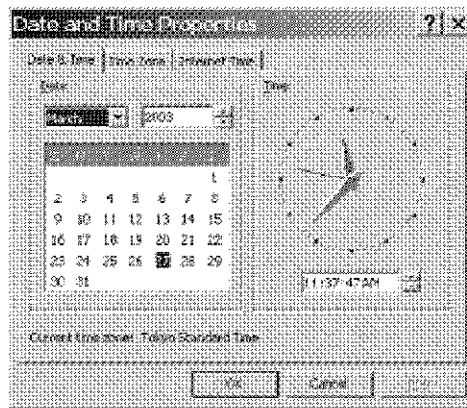 Date and Time Properties ? ×
Date & Time Time Zone Internet Time
Date Time
March 2003
1
2 3 4 5 6 7 8
9 10 11 12 13 14 15
16 17 18 19 20 21 22
23 24 25 26 27 28 29
30 31
11:37:47 AM
Current time zone: Tokyo Standard Time
OK Cancel